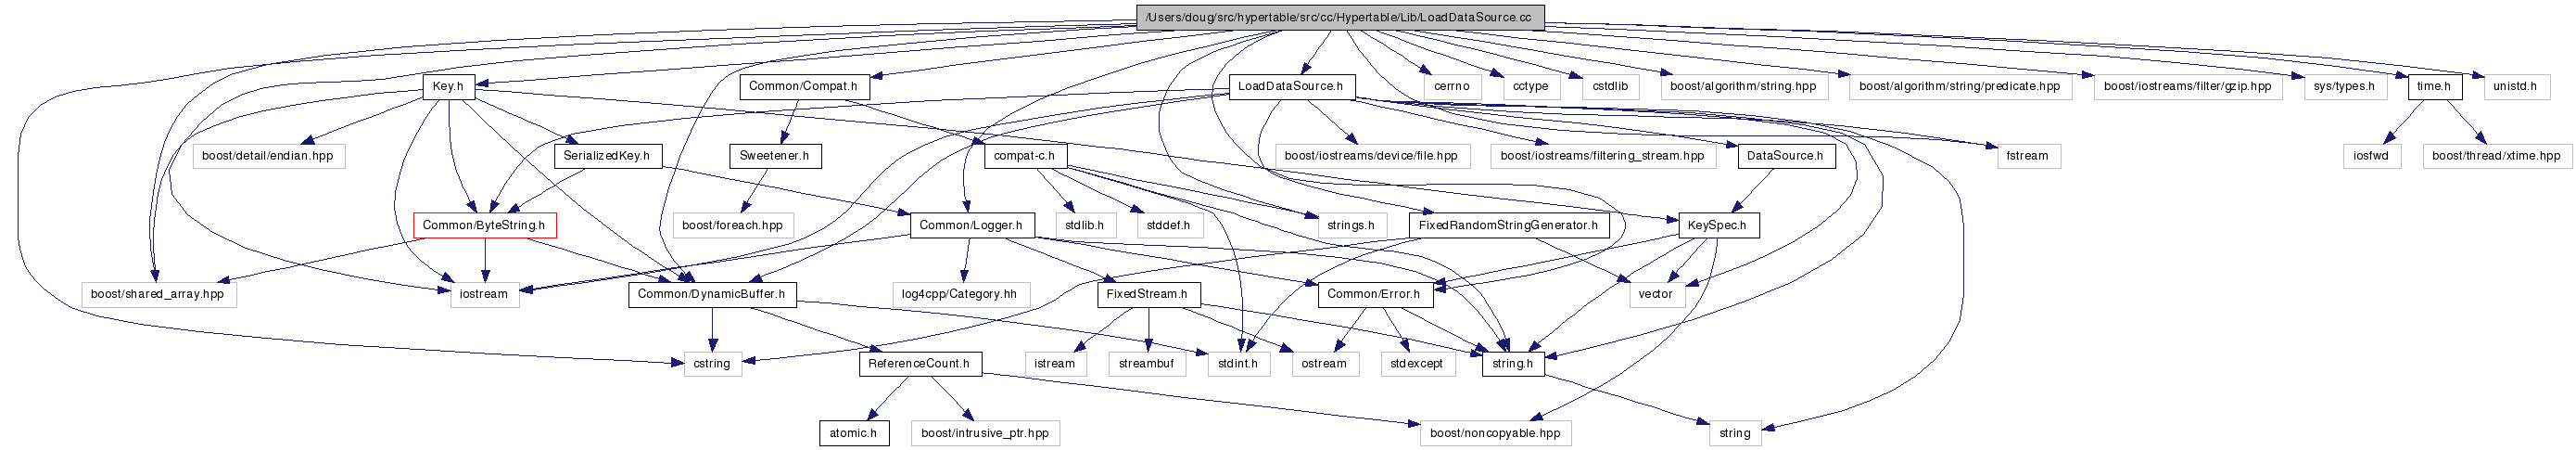 /Users/doug/src/hypertable/src/cc/Hypertable/Lib/LoadDataSource.cc
Key.h
Common/Compat.h
LoadDataSource.h
cerrno
cctype
cstdlib
boost/algorithm/string.hpp
boost/algorithm/string/predicate.hpp
boost/iostreams/filter/gzip.hpp
sys/types.h
time.h
unistd.h
boost/detail/endian.hpp
SerializedKey.h
Sweetener.h
compat-c.h
boost/iostreams/device/file.hpp
boost/iostreams/filtering_stream.hpp
DataSource.h
fstream
iosfwd
boost/thread/xtime.hpp
Common/ByteString.h
boost/foreach.hpp
Common/Logger.h
stdlib.h
stddef.h
strings.h
FixedRandomStringGenerator.h
KeySpec.h
boost/shared_array.hpp
iostream
Common/DynamicBuffer.h
log4cpp/Category.hh
FixedStream.h
Common/Error.h
vector
cstring
ReferenceCount.h
istream
streambuf
stdint.h
ostream
stdexcept
string.h
atomic.h
boost/intrusive_ptr.hpp
boost/noncopyable.hpp
string